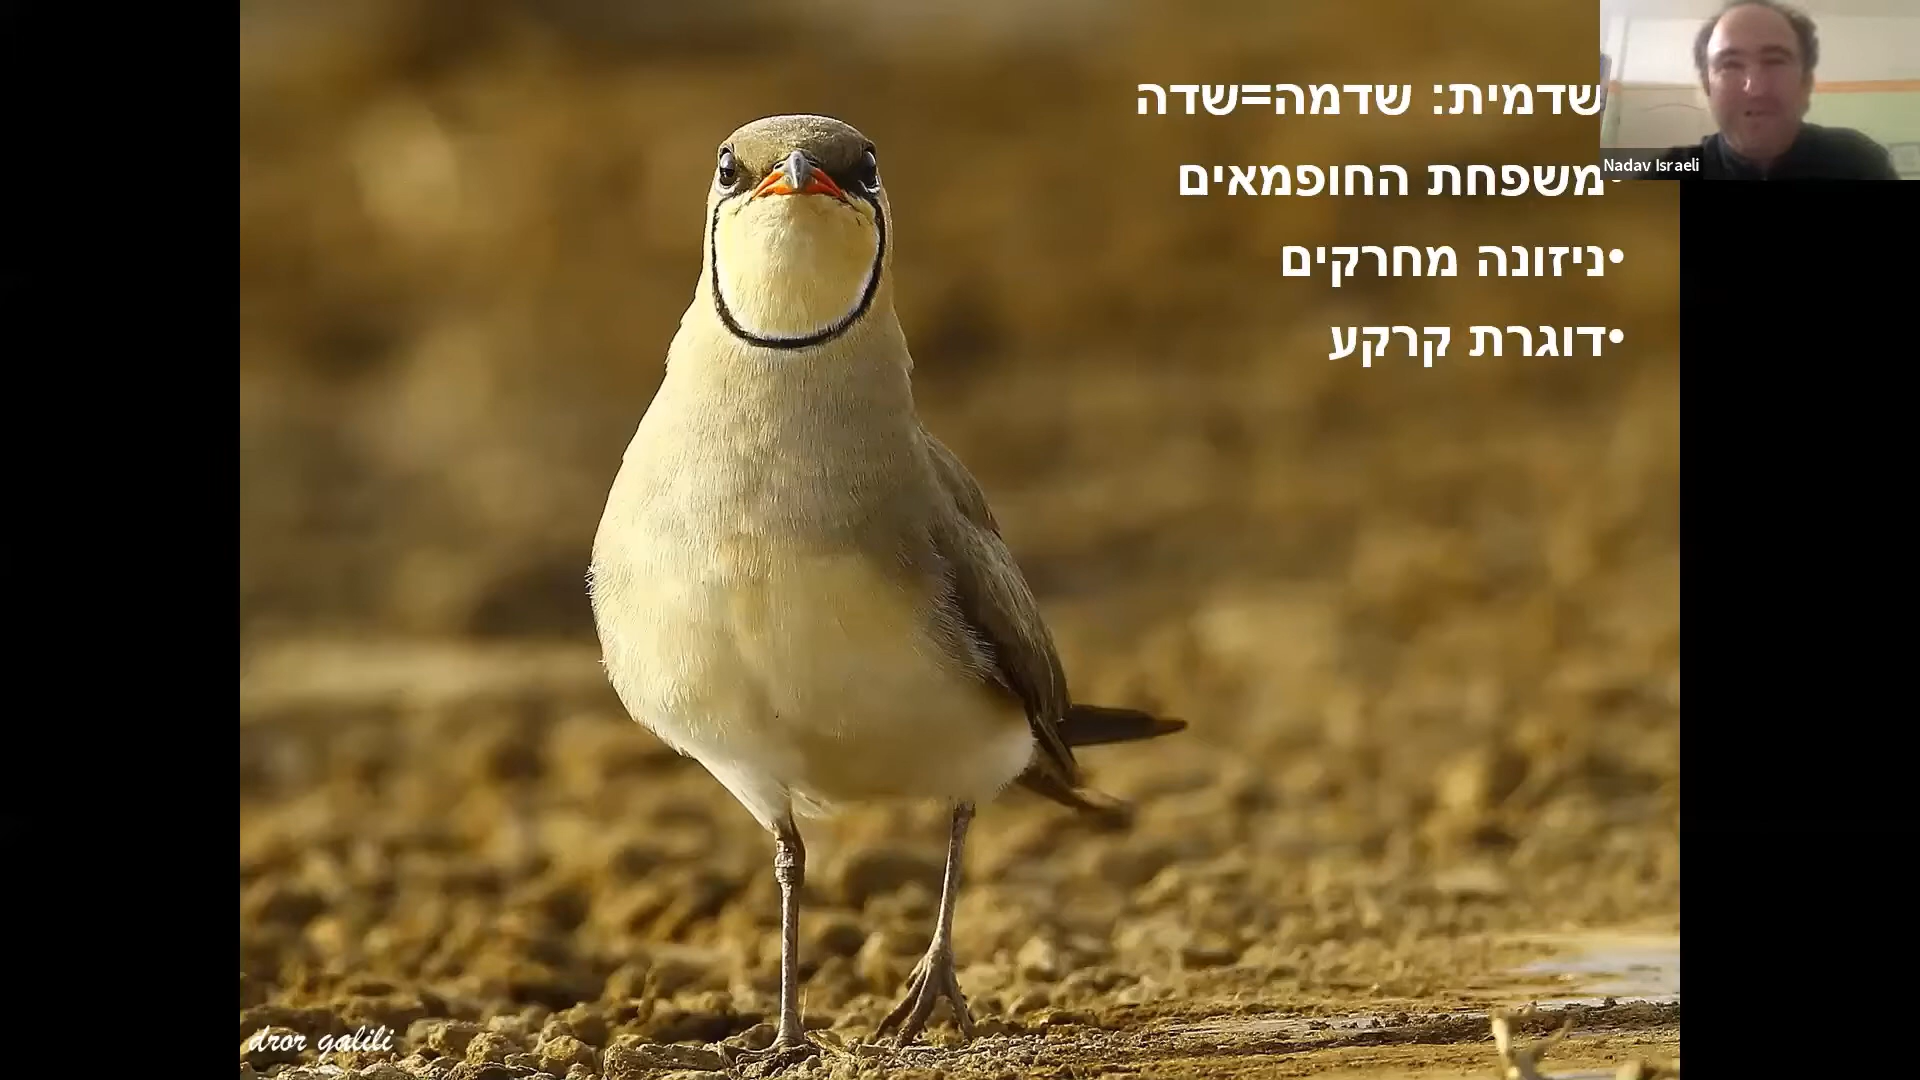 שדמית: שדמה=שדה
•משפחת החופמאים
•ניזונה מחרקים
•דוגרת קרקע
Nadav Israeli
dror galili